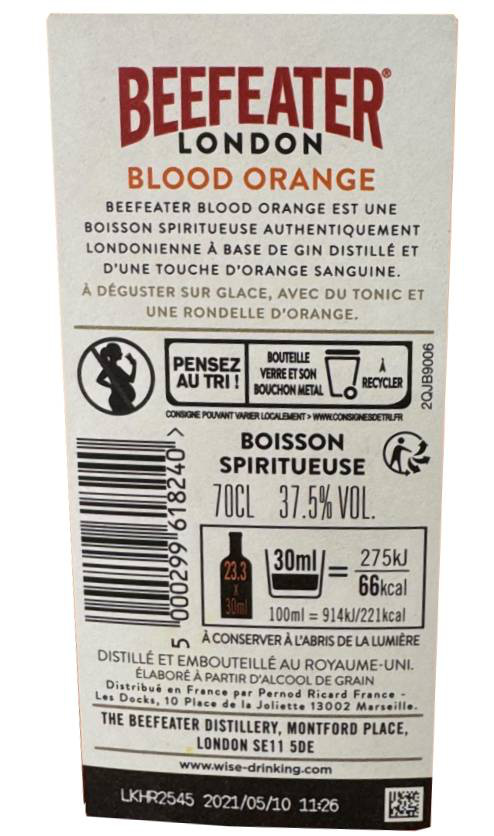 BEEFEATER®
LONDON
BLOOD ORANGE
BEEFEATER BLOOD ORANGE EST UNE
BOISSON SPIRITUEUSE AUTHENTIQUEMENT
LONDONIENNE À BASE DE GIN DISTILLÉ ET
D'UNE TOUCHE D'ORANGE SANGUINE.
À DÉGUSTER SUR GLACE, AVEC DU TONIC ET
UNE RONDELLE D'ORANGE.
PENSEZ
AU TRI !
BOUTEILLE
VERRE ET SON
BOUCHON METAL
À
RECYCLER
2QJB9006
CONSIGNE POUVANT VARIER LOCALEMENT > WWW.CONSIGNESDETRI.FR
BOISSON
SPIRITUEUSE
70CL 37.5% VOL.
5 000299 618240 >
23.3
x
30ml
30ml
=
275kJ
66kcal
100ml = 914kJ/221kcal
À CONSERVER À L'ABRIS DE LA LUMIÈRE
DISTILLÉ ET EMBOUTEILLÉ AU ROYAUME-UNI.
ÉLABORÉ À PARTIR D'ALCOOL DE GRAIN
Distribué en France par Pernod Ricard France -
Les Docks, 10 Place de la Joliette 13002 Marseille.
THE BEEFEATER DISTILLERY, MONTFORD PLACE,
LONDON SE11 5DE
www.wise-drinking.com
LKHR2545 2021/05/10 11:26